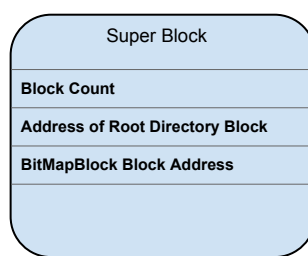 Super Block
Block Count
Address of Root Directory Block
BitMapBlock Block Address